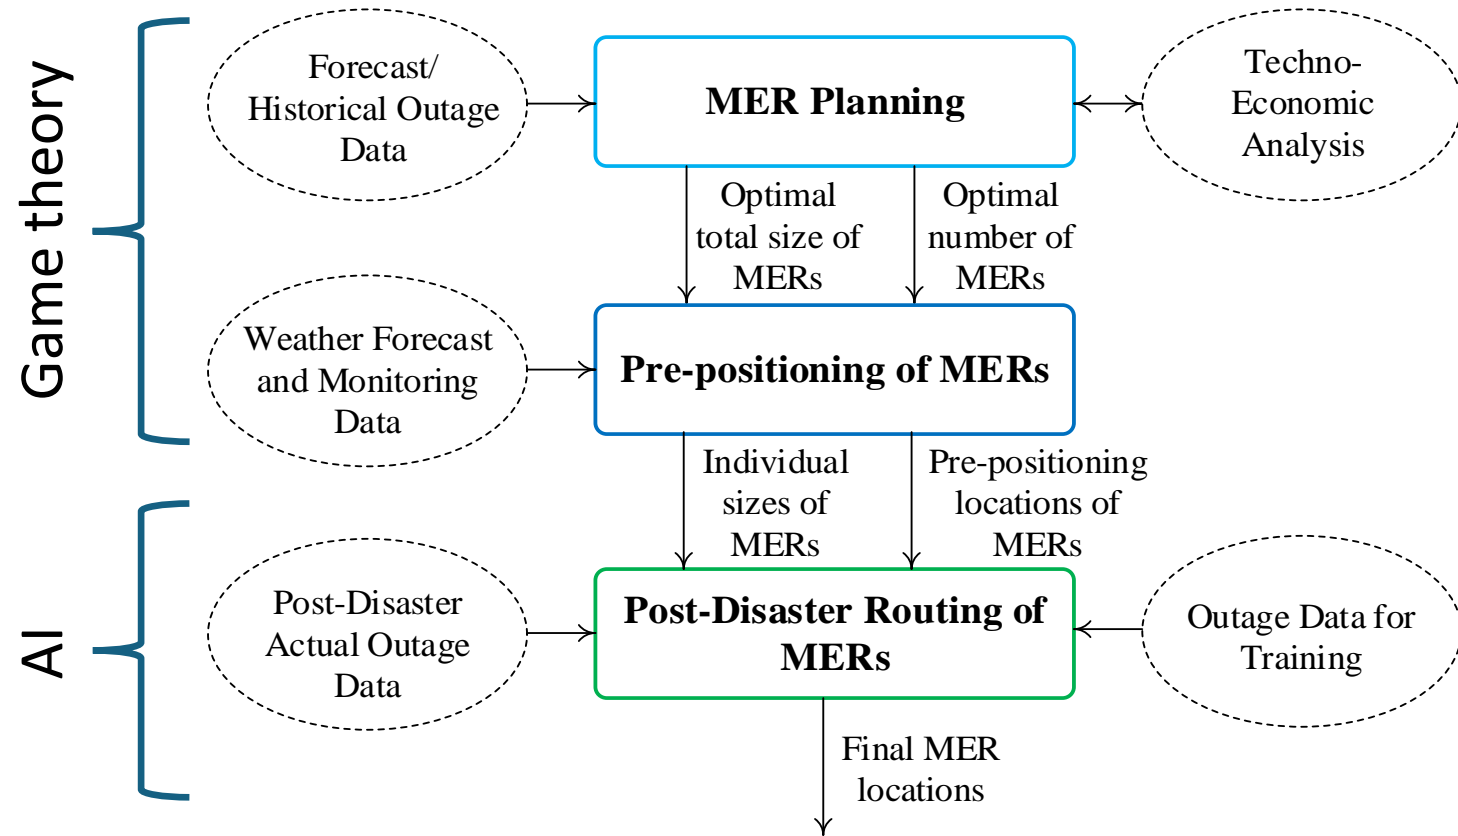 Game theory
Forecast/
Historical Outage
Data
MER Planning
Techno-
Economic
Analysis
Optimal
total size of
MERs
Optimal
number of
MERs
Weather Forecast
and Monitoring
Data
Pre-positioning of MERs
Individual
sizes of
MERs
Pre-positioning
locations of
MERs
AI
Post-Disaster
Actual Outage
Data
Post-Disaster Routing of
MERs
Outage Data for
Training
Final MER
locations